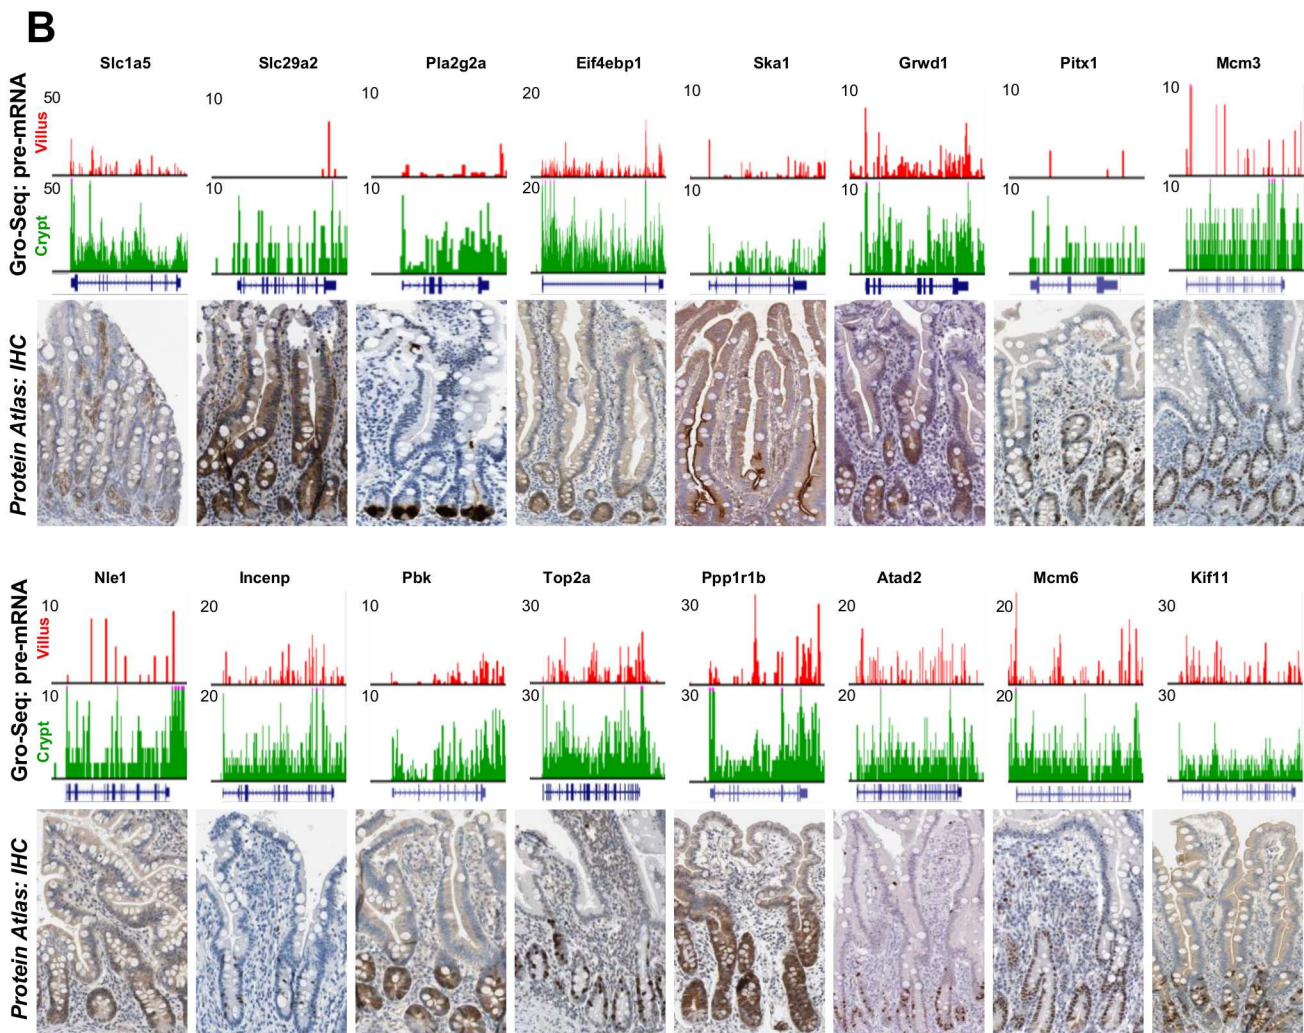 B
Slc1a5 Slc29a2 Pla2g2a Eif4ebp1 Ska1 Grwd1 Pitx1 Mcm3
Gro-Seq: pre-mRNA
Villus
50 10 10 20 10 10 10 10
Crypt
50 10 10 20 10 10 10 10
Protein Atlas: IHC
Nle1 Incenp Pbk Top2a Ppp1r1b Atad2 Mcm6 Kif11
Gro-Seq: pre-mRNA
Villus
10 20 10 30 30 20 20 30
Crypt
10 20 10 30 30 20 20 30
Protein Atlas: IHC